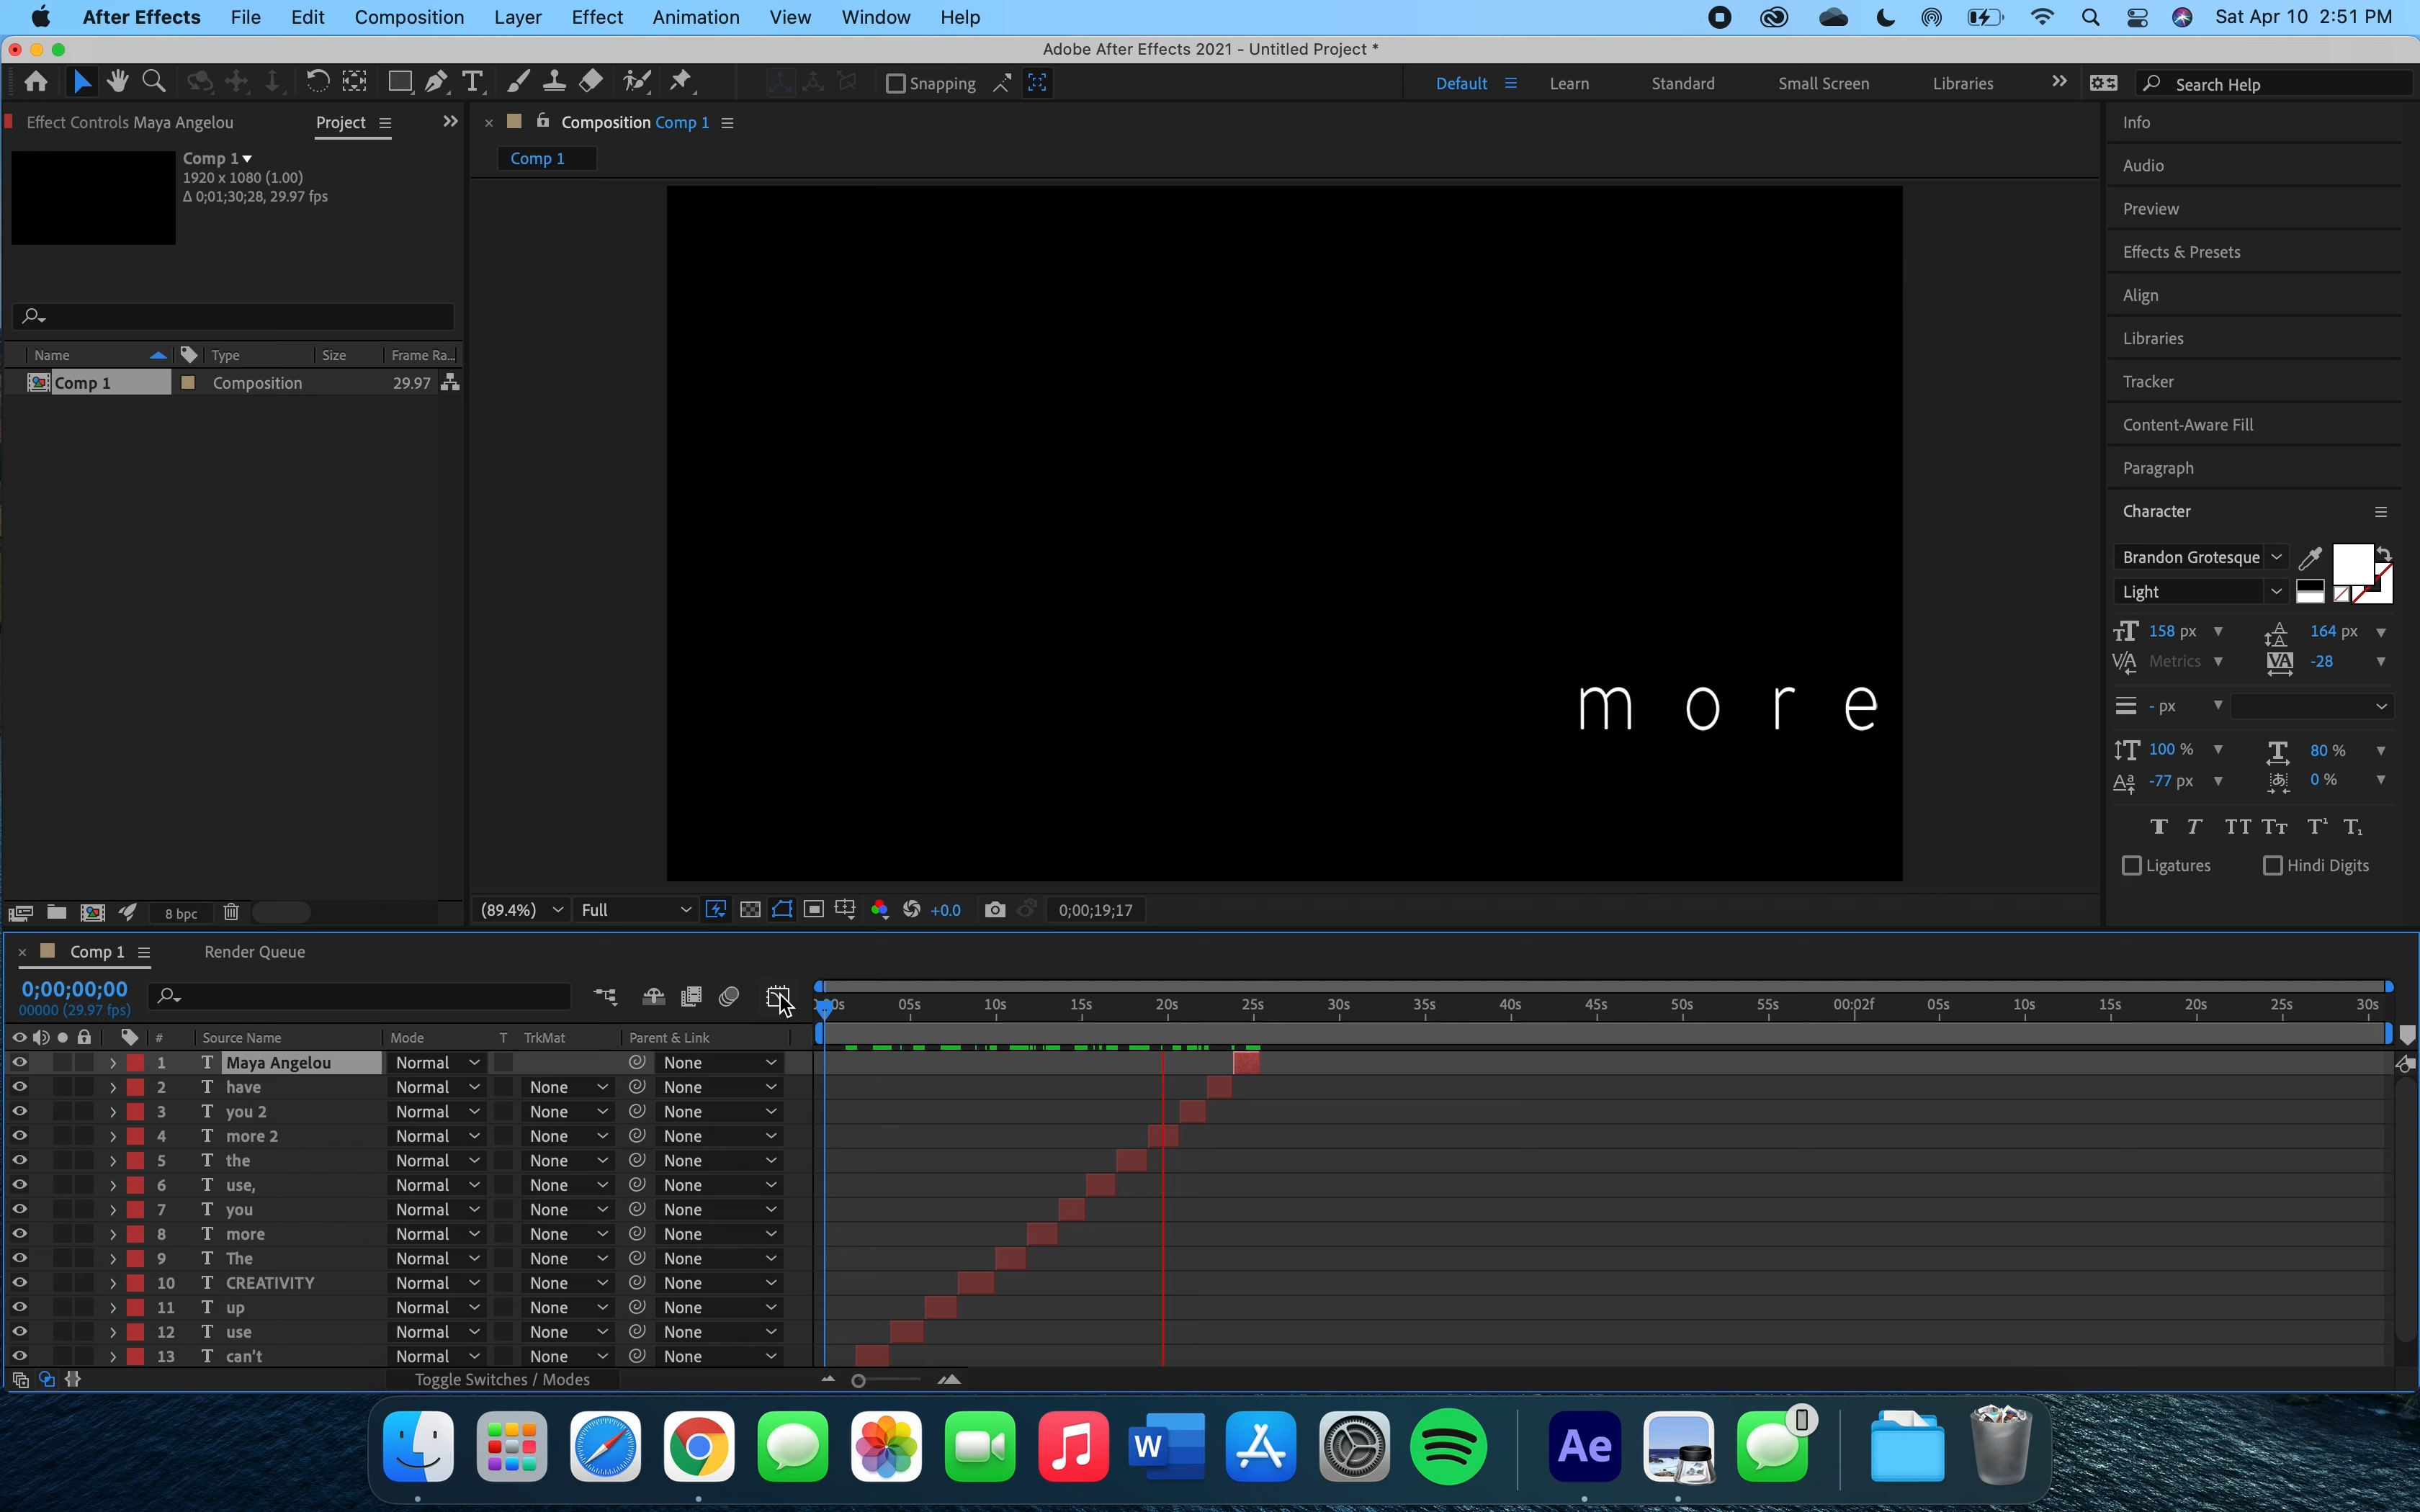 After Effects File Edit Composition Layer Effect Animation View Window Help Sat Apr 10 2:51 PM
Adobe After Effects 2021 - Untitled Project *
Snapping Default Learn Standard Small Screen Libraries Search Help
Effect Controls Maya Angelou Project
Composition Comp 1
Comp 1
Comp 1
1920 x 1080 (1.00)
Δ 0;01;30;28, 29.97 fps
Name Type Size Frame Ra...
Comp 1 Composition 29.97
m o r e
Info
Audio
Preview
Effects & Presets
Align
Libraries
Tracker
Content-Aware Fill
Paragraph
Character
Brandon Grotesque
Light
158 px 164 px
Metrics -28
- px
100 % 80 %
-77 px 0 %
T T TT Tt T¹ T₁
Ligatures Hindi Digits
8 bpc
(89.4%) Full +0.0 0;00;19;17
Comp 1 Render Queue
0;00;00;00
00000 (29.97 fps)
05s 10s 15s 20s 25s 30s 35s 40s 45s 50s 55s 00:02f 05s 10s 15s 20s 25s 30s
# Source Name Mode T TrkMat Parent & Link
1 T Maya Angelou Normal None
2 T have Normal None None
3 T you 2 Normal None None
4 T more 2 Normal None None
5 T the Normal None None
6 T use, Normal None None
7 T you Normal None None
8 T more Normal None None
9 T The Normal None None
10 T CREATIVITY Normal None None
11 T up Normal None None
12 T use Normal None None
13 T can't Normal None None
Toggle Switches / Modes
W Ae